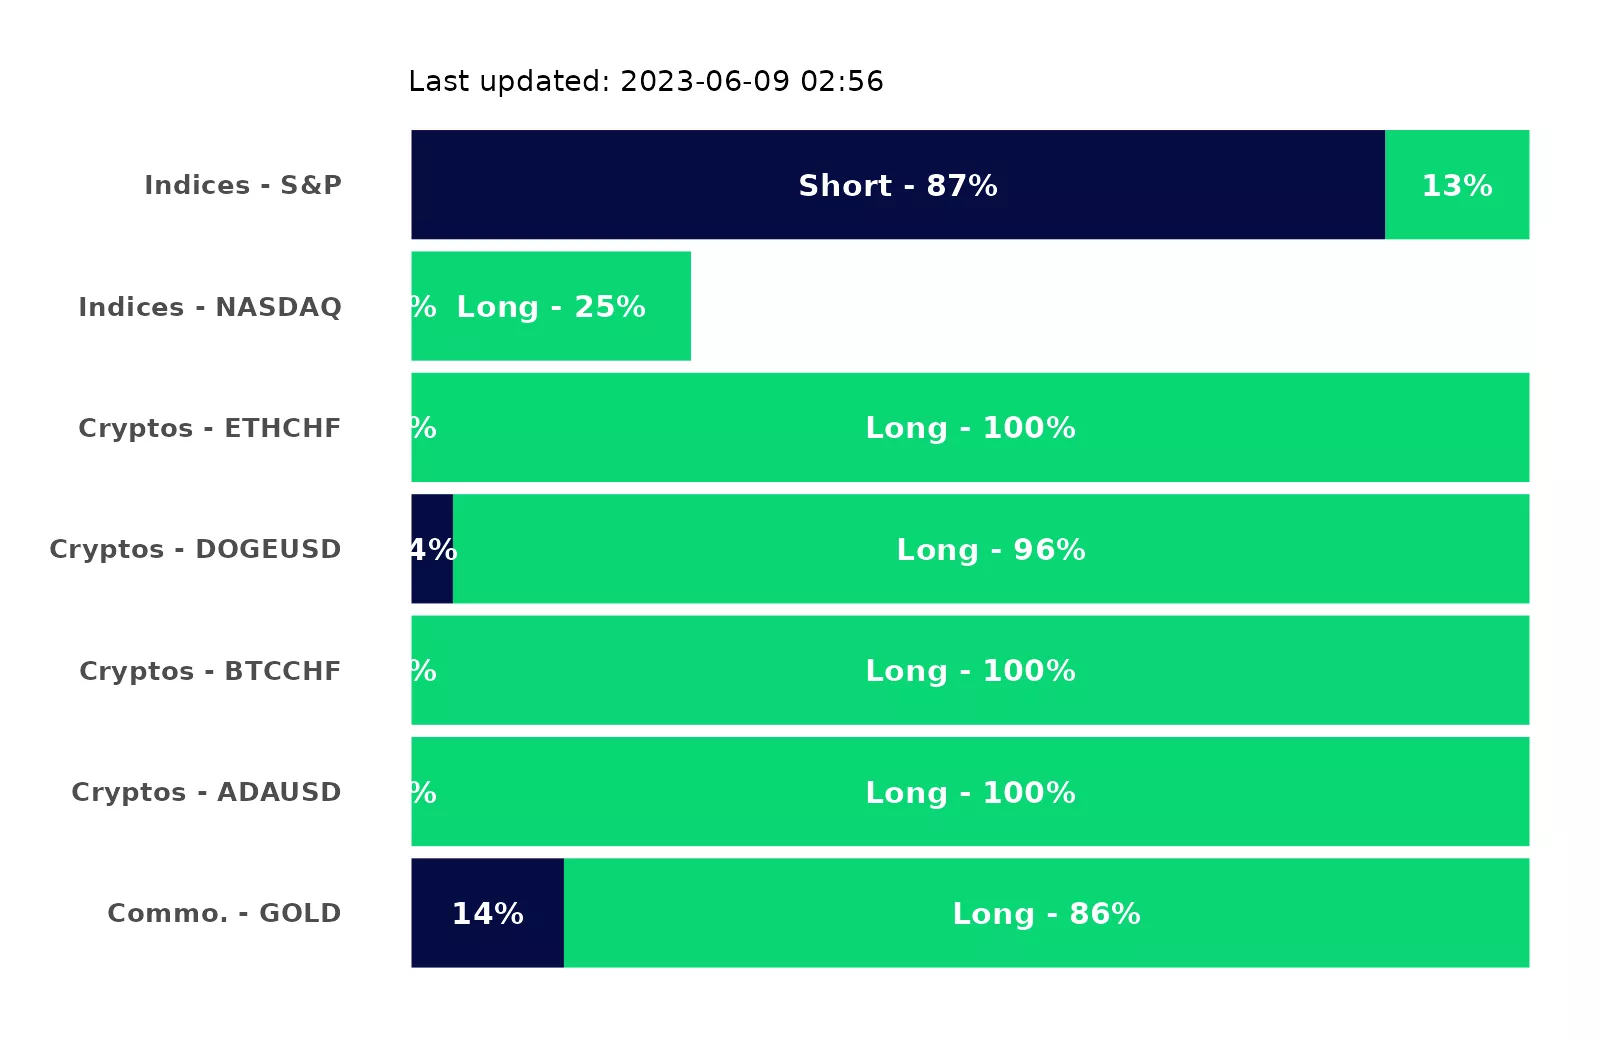 Last updated: 2023-06-09 02:56
Indices - S&P Short - 87% 13%
Indices - NASDAQ % Long - 25%
Cryptos - ETHCHF % Long - 100%
Cryptos - DOGEUSD 4% Long - 96%
Cryptos - BTCCHF % Long - 100%
Cryptos - ADAUSD % Long - 100%
Commo. - GOLD 14% Long - 86%